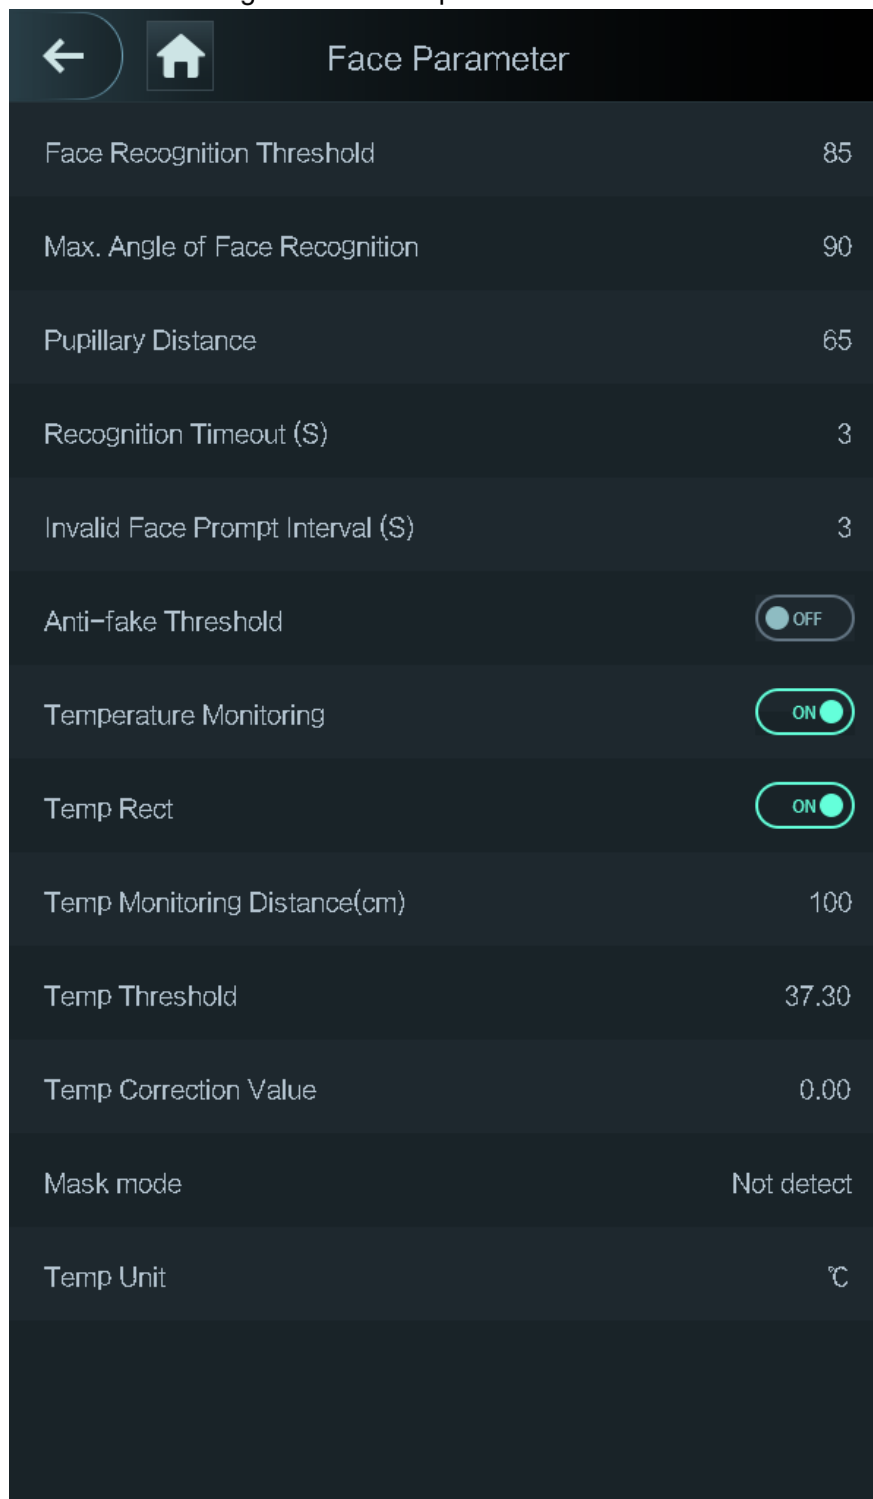 Face Parameter
Face Recognition Threshold 85
Max. Angle of Face Recognition 90
Pupillary Distance 65
Recognition Timeout (S) 3
Invalid Face Prompt Interval (S) 3
Anti-fake Threshold OFF
Temperature Monitoring ON
Temp Rect ON
Temp Monitoring Distance(cm) 100
Temp Threshold 37.30
Temp Correction Value 0.00
Mask mode Not detect
Temp Unit ℃